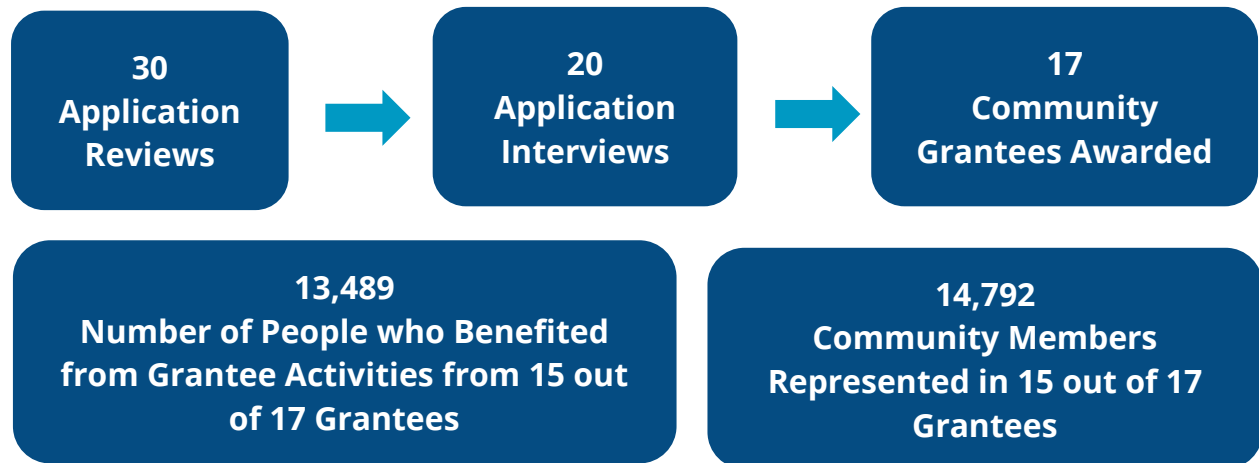 30
Application
Reviews
20
Application
Interviews
17
Community
Grantees Awarded
13,489
Number of People who Benefited
from Grantee Activities from 15 out
of 17 Grantees
14,792
Community Members
Represented in 15 out of 17
Grantees